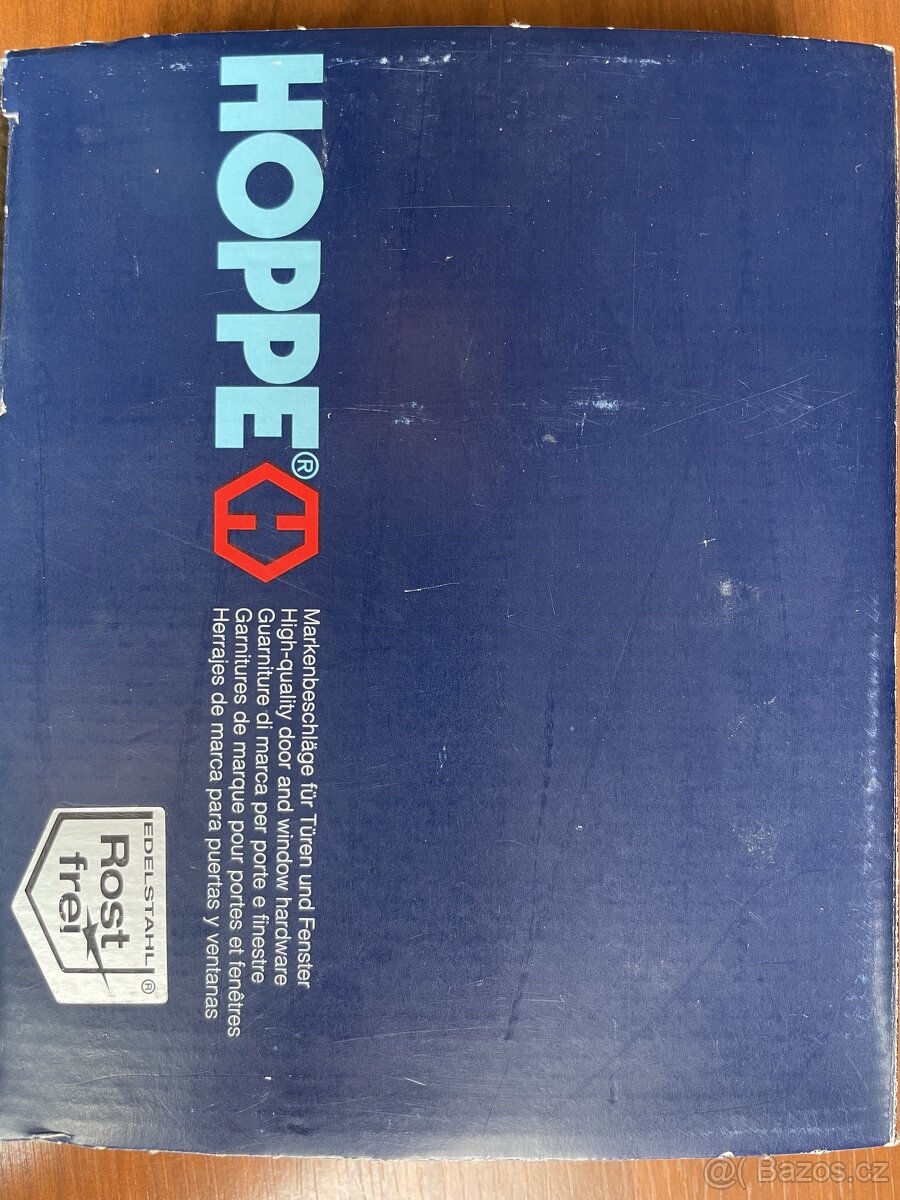 HOPPE®
Markenbeschläge für Türen und Fenster
High-quality door and window hardware
Guarniture di marca per porte e finestre
Garnitures de marque pour portes et fenêtres
Herrajes de marca para puertas y ventanas
EDELSTAHL
Rost
frei
®
@ Bazos.cz